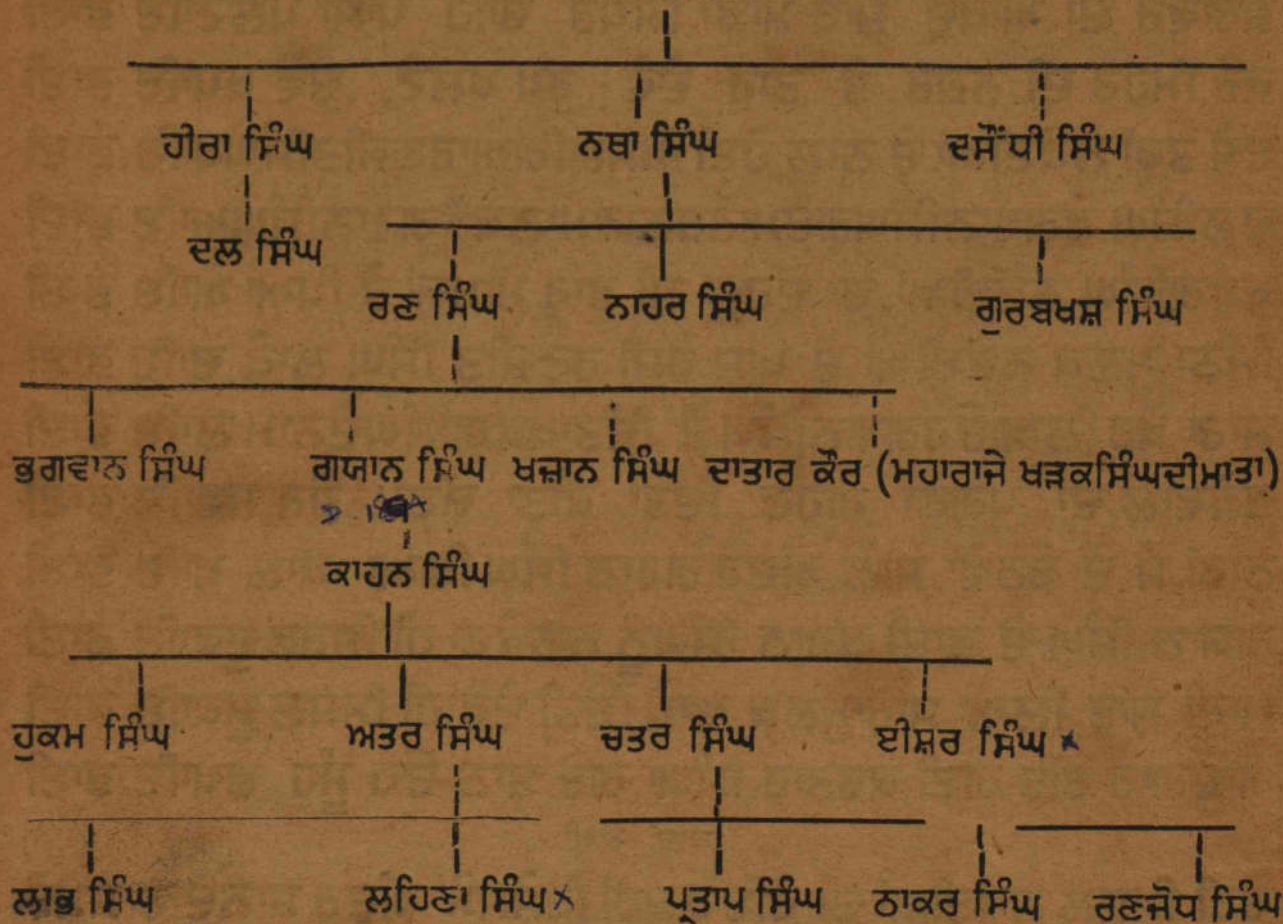 ਹੀਰਾ ਸਿੰਘ ਨਥਾ ਸਿੰਘ ਦਸੌਂਧੀ ਸਿੰਘ
ਦਲ ਸਿੰਘ
ਰਣ ਸਿੰਘ ਨਾਹਰ ਸਿੰਘ ਗੁਰਬਖਸ਼ ਸਿੰਘ
ਭਗਵਾਨ ਸਿੰਘ ਗਯਾਨ ਸਿੰਘ ਖਜ਼ਾਨ ਸਿੰਘ ਦਾਤਾਰ ਕੌਰ (ਮਹਾਰਾਜੇ ਖੜਕਸਿੰਘਦੀਮਾਤਾ)
ਕਾਹਨ ਸਿੰਘ
ਹੁਕਮ ਸਿੰਘ ਅਤਰ ਸਿੰਘ ਚਤਰ ਸਿੰਘ ਈਸ਼ਰ ਸਿੰਘ x
ਲਾਭ ਸਿੰਘ ਲਹਿਣਾ ਸਿੰਘ x ਪ੍ਰਤਾਪ ਸਿੰਘ ਠਾਕਰ ਸਿੰਘ ਰਣਜੋਧ ਸਿੰਘ